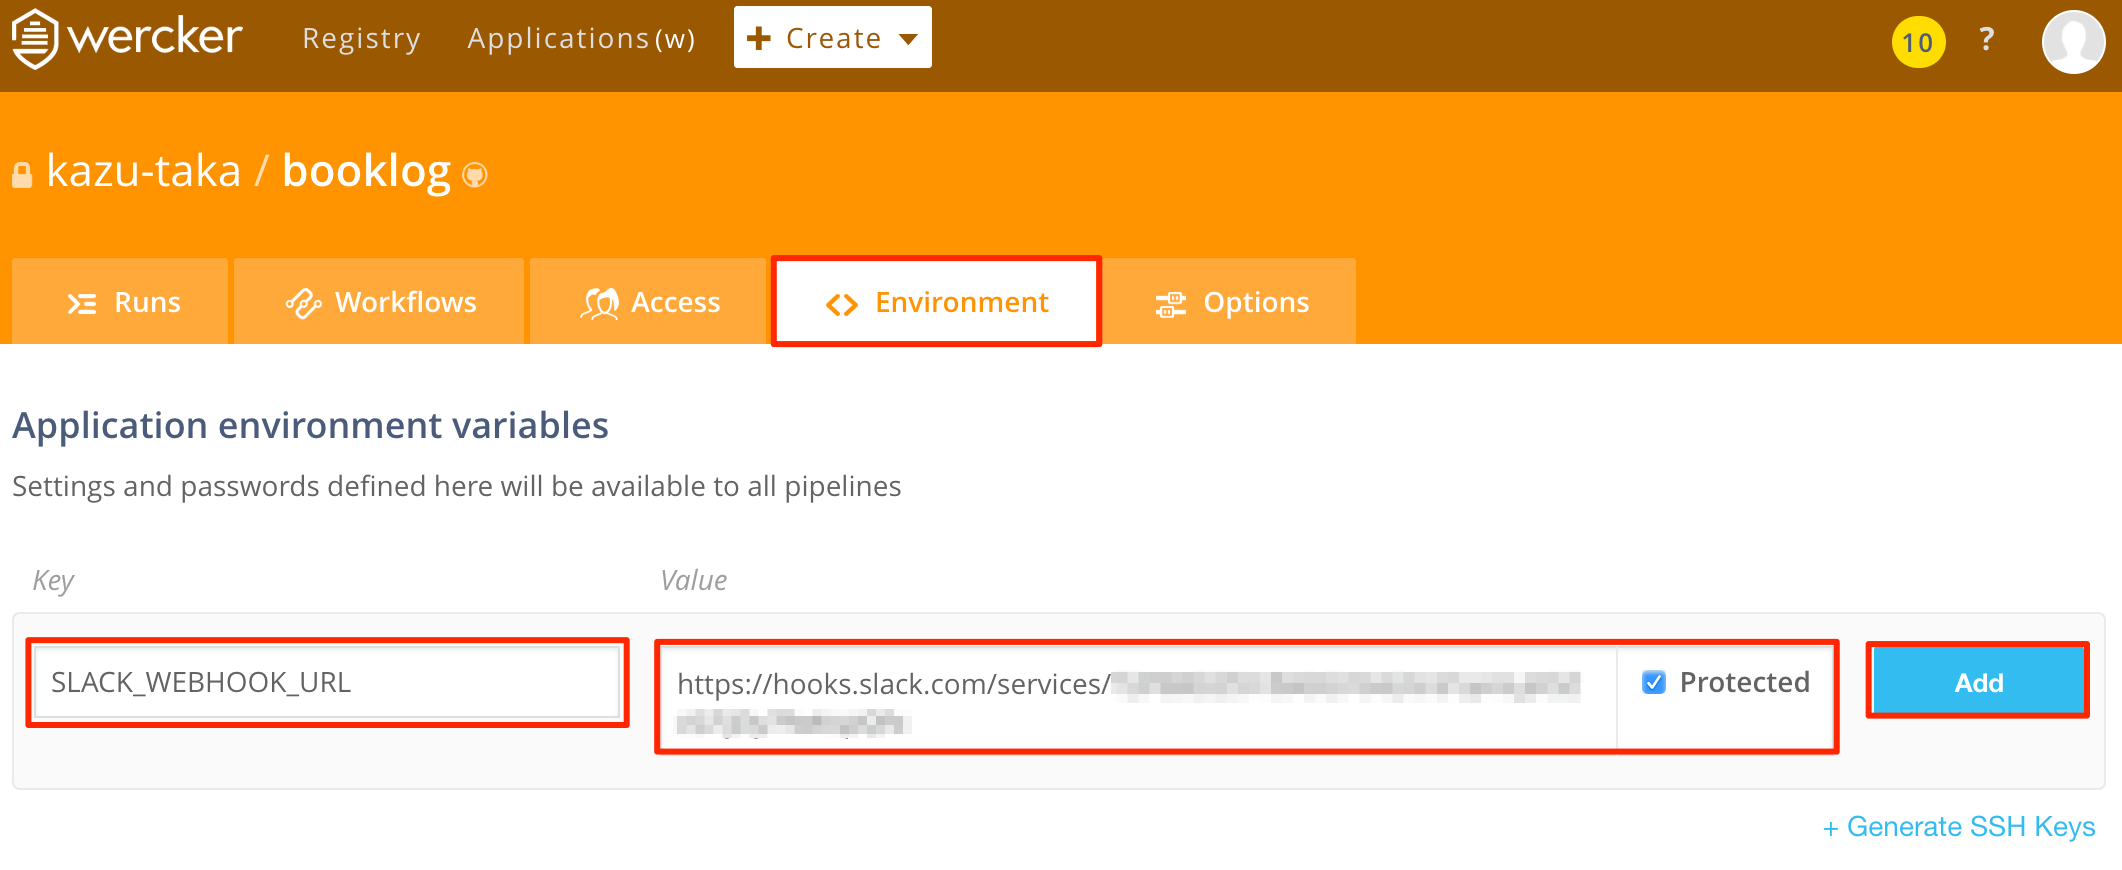 wercker Registry Applications(w) + Create 10 ?
kazu-taka / booklog
Runs Workflows Access <> Environment Options
Application environment variables
Settings and passwords defined here will be available to all pipelines
Key Value
SLACK_WEBHOOK_URL https://hooks.slack.com/services/ Protected Add
+ Generate SSH Keys